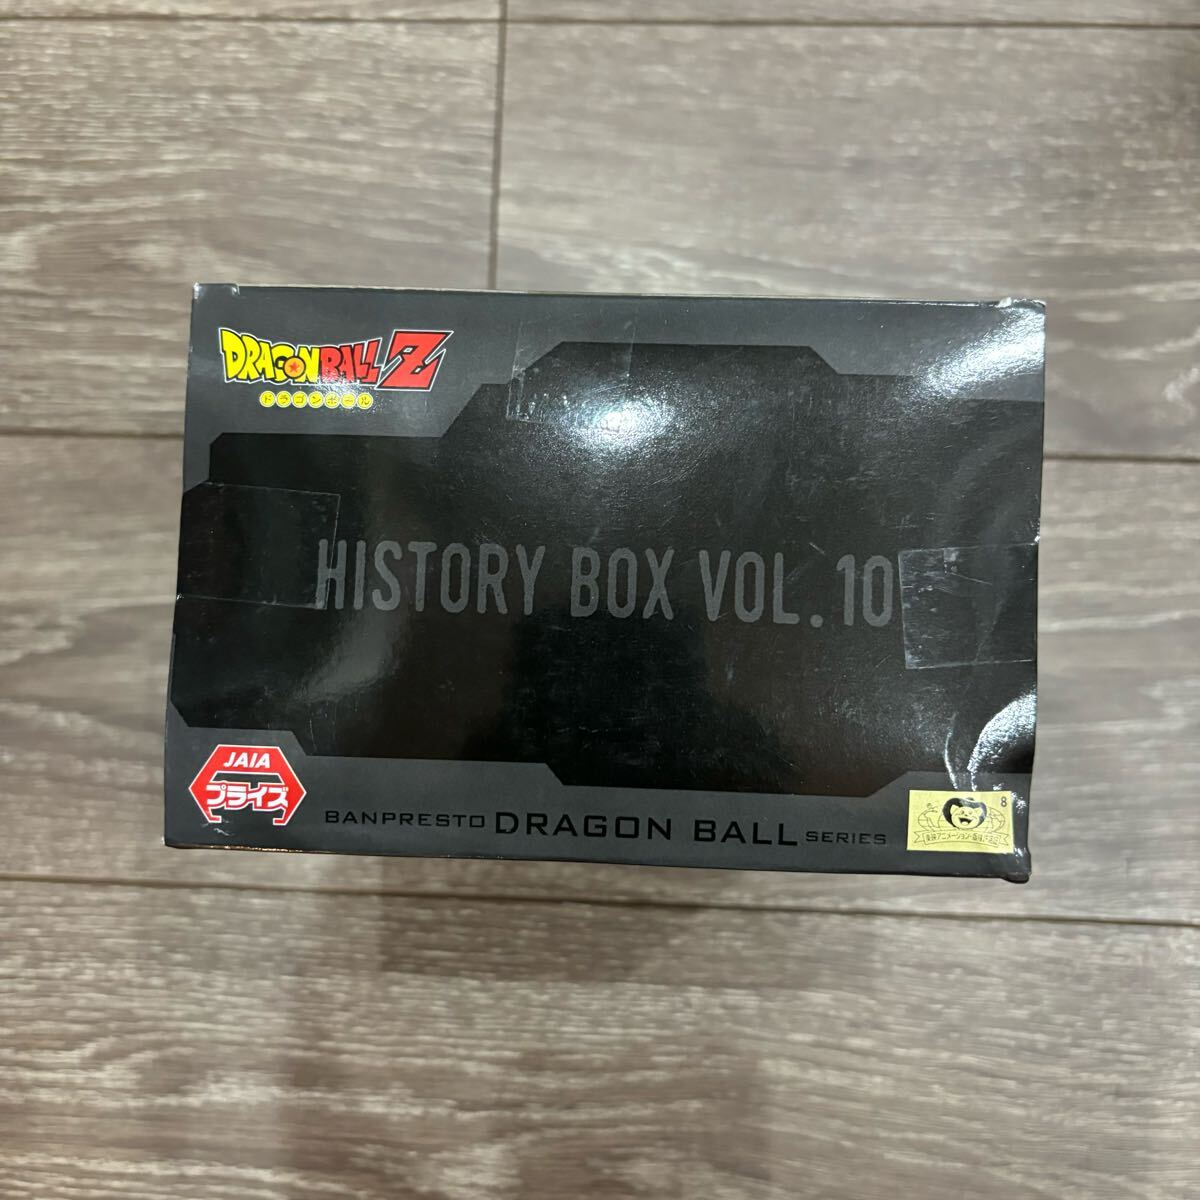 DRAGON BALL Z
ドラゴンボール
HISTORY BOX VOL.10
JAIA
プライズ
BANPRESTO DRAGON BALL SERIES
8